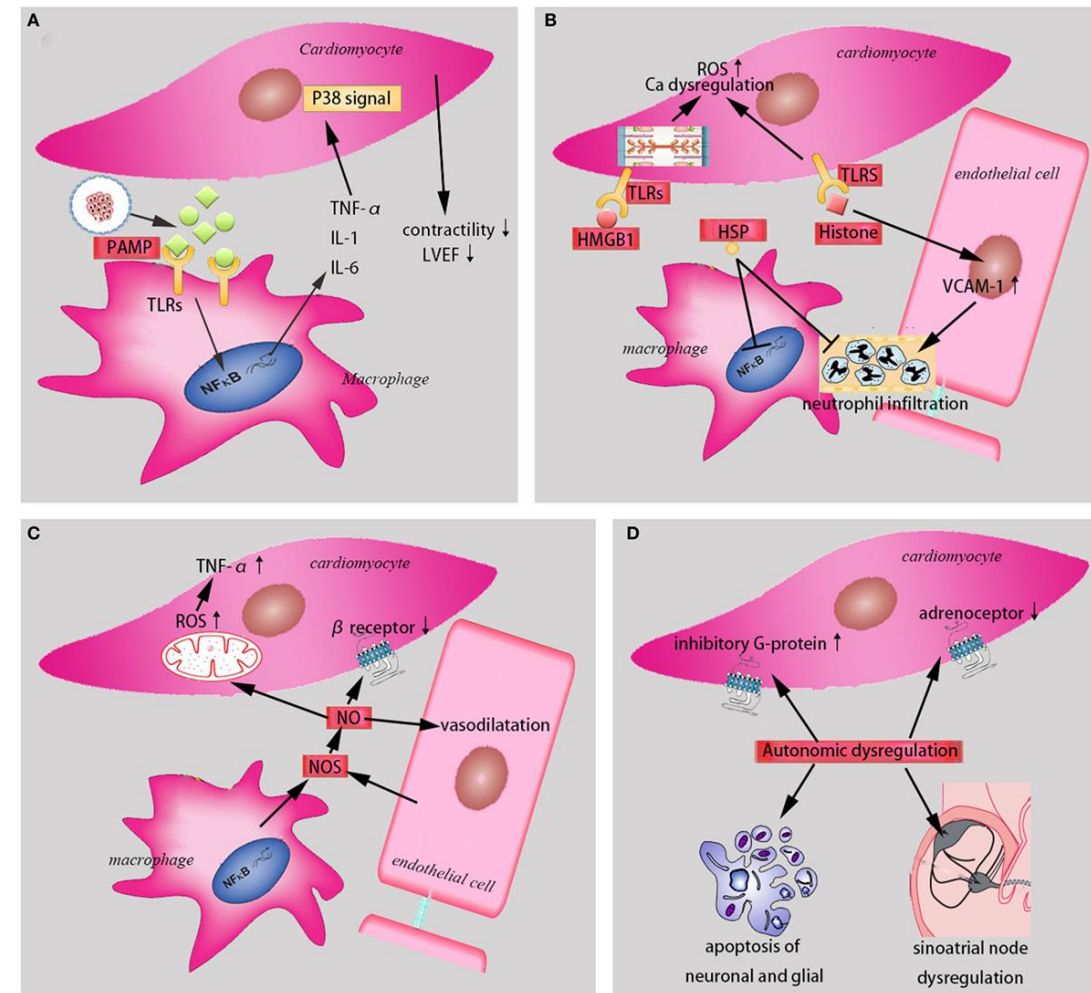 A
Cardiomyocyte
P38 signal
TNF-α
IL-1
IL-6
contractility ↓
LVEF ↓
PAMP
TLRs
NFκB
Macrophage
B
cardiomyocyte
ROS ↑
Ca dysregulation
endothelial cell
TLRs
TLRS
HMGB1
HSP
Histone
VCAM-1 ↑
macrophage
NFκB
neutrophil infiltration
C
cardiomyocyte
TNF-α ↑
ROS ↑
β receptor ↓
NO
vasodilatation
NOS
macrophage
NFκB
endothelial cell
D
cardiomyocyte
adrenoceptor ↓
inhibitory G-protein ↑
Autonomic dysregulation
apoptosis of
neuronal and glial
sinoatrial node
dysregulation